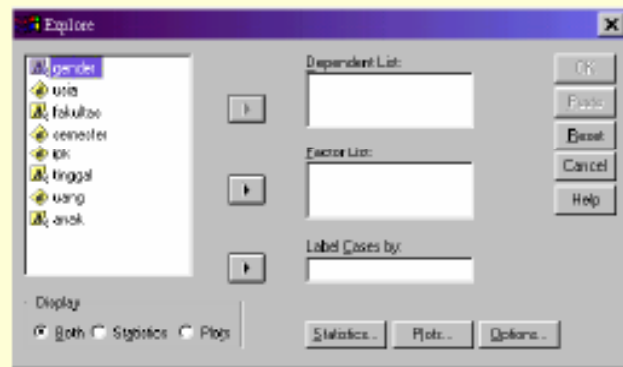 Explore
gender
usia
fakultas
semester
ipk
tinggal
uang
anak
Dependent List:
Factor List:
Label Cases by:
OK
Paste
Reset
Cancel
Help
Display
Both Statistics Plots
Statistics... Plots... Options...